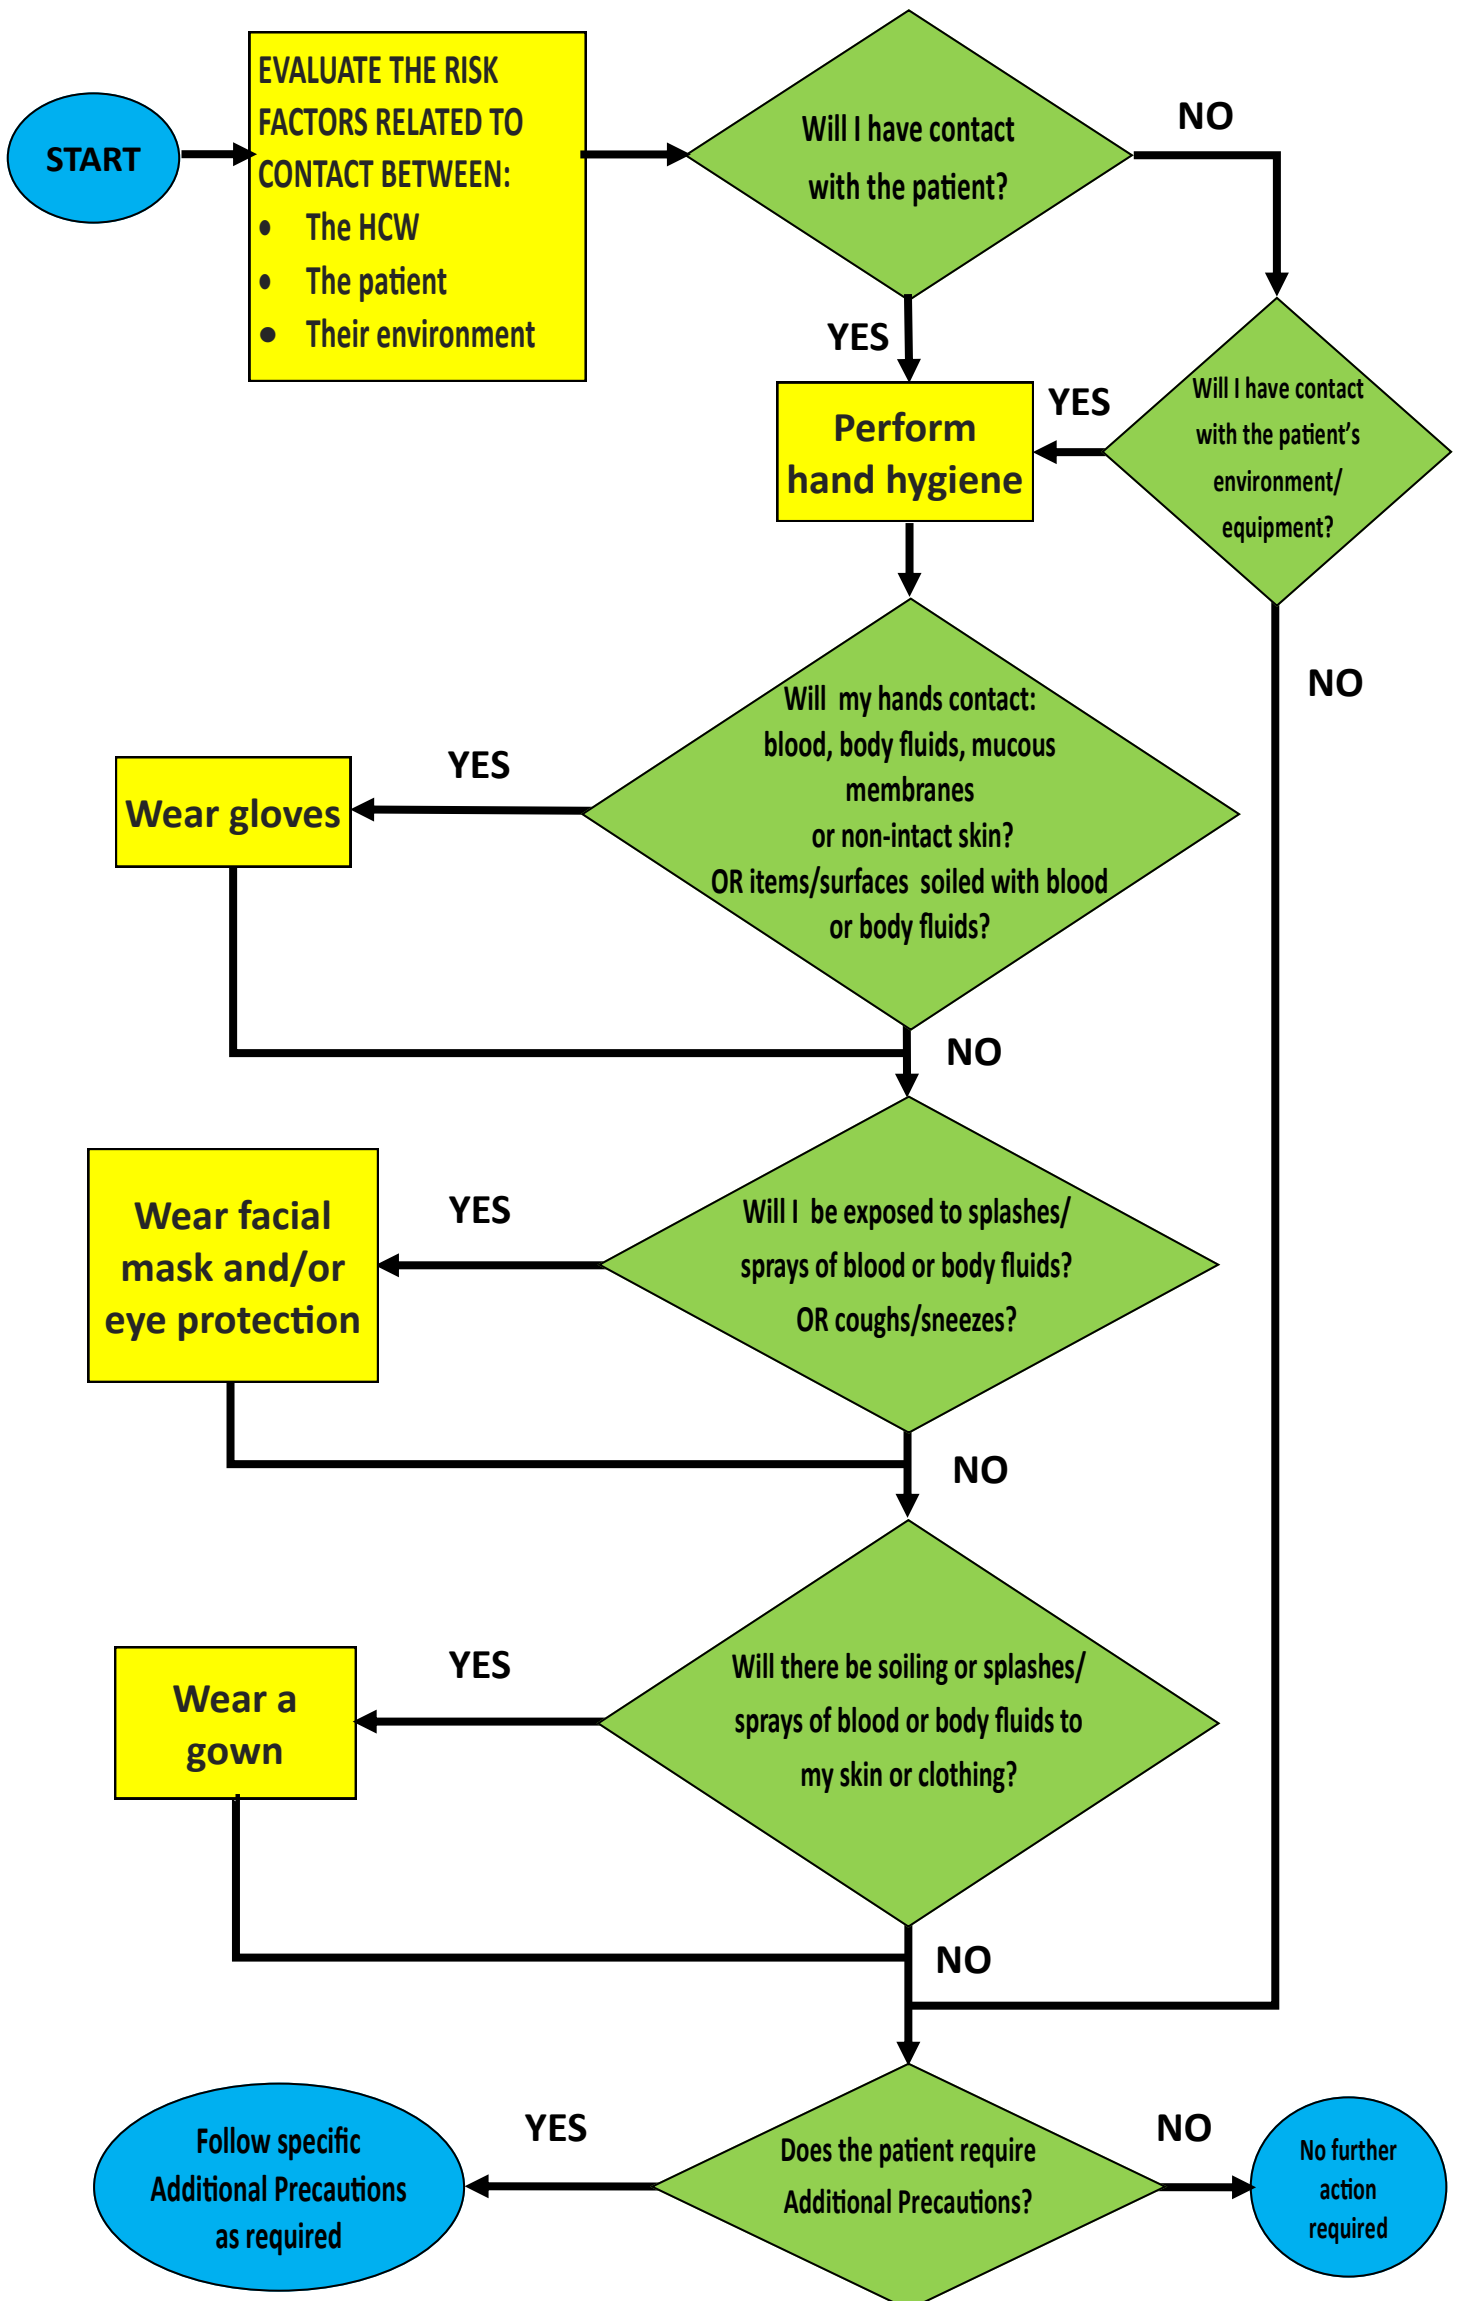 START
EVALUATE THE RISK
FACTORS RELATED TO
CONTACT BETWEEN:
• The HCW
• The patient
• Their environment
Will I have contact
with the patient?
NO
YES
Perform
hand hygiene
YES
Will I have contact
with the patient’s
environment/
equipment?
NO
Will my hands contact:
blood, body fluids, mucous
membranes
or non-intact skin?
OR items/surfaces soiled with blood
or body fluids?
YES
Wear gloves
NO
Will I be exposed to splashes/
sprays of blood or body fluids?
OR coughs/sneezes?
YES
Wear facial
mask and/or
eye protection
NO
Will there be soiling or splashes/
sprays of blood or body fluids to
my skin or clothing?
YES
Wear a
gown
NO
Does the patient require
Additional Precautions?
YES
Follow specific
Additional Precautions
as required
NO
No further
action
required